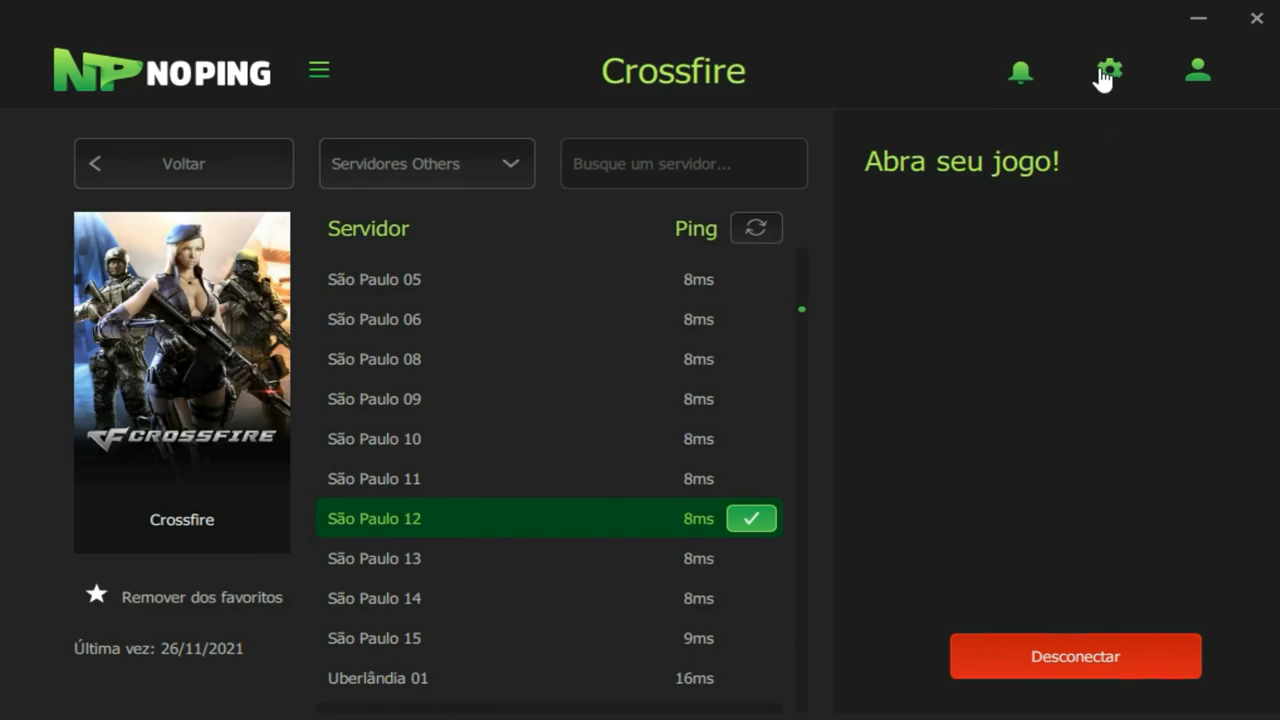 NP NOPING
Crossfire
Voltar
Servidores Others
Busque um servidor...
Abra seu jogo!
Servidor Ping
São Paulo 05 8ms
São Paulo 06 8ms
São Paulo 08 8ms
São Paulo 09 8ms
São Paulo 10 8ms
São Paulo 11 8ms
São Paulo 12 8ms
São Paulo 13 8ms
São Paulo 14 8ms
São Paulo 15 9ms
Uberlândia 01 16ms
CF CROSSFIRE
Crossfire
Remover dos favoritos
Última vez: 26/11/2021
Desconectar